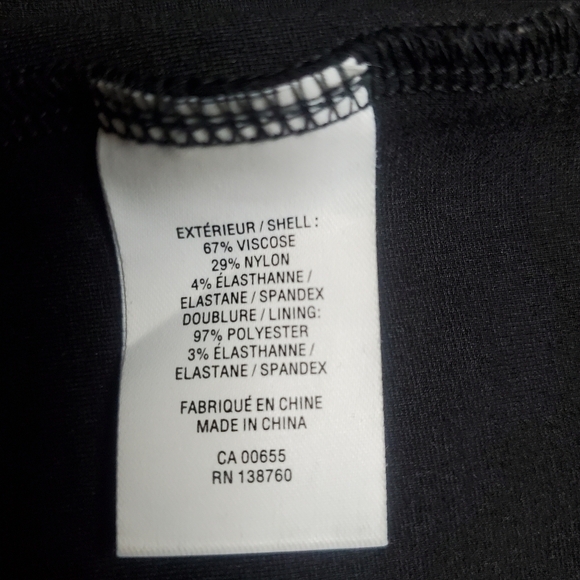 EXTÉRIEUR / SHELL :
67% VISCOSE
29% NYLON
4% ÉLASTHANNE /
ELASTANE / SPANDEX
DOUBLURE / LINING:
97% POLYESTER
3% ÉLASTHANNE /
ELASTANE / SPANDEX
FABRIQUÉ EN CHINE
MADE IN CHINA
CA 00655
RN 138760